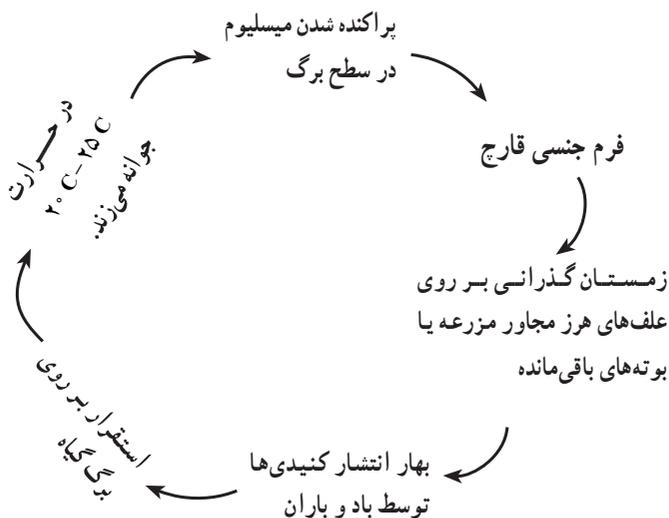 پراکنده شدن میسلیوم
در سطح برگ
فرم جنسی قارچ
زمستان گذرانی بر روی
علف‌های هرز مجاور مزرعه یا
بوته‌های باقی‌مانده
بهار انتشار کنیدی‌ها
توسط باد و باران
استقرار بر روی
برگ گیاه
در حرارت
۲۰ C – ۲۵ C
جوانه می‌زند.